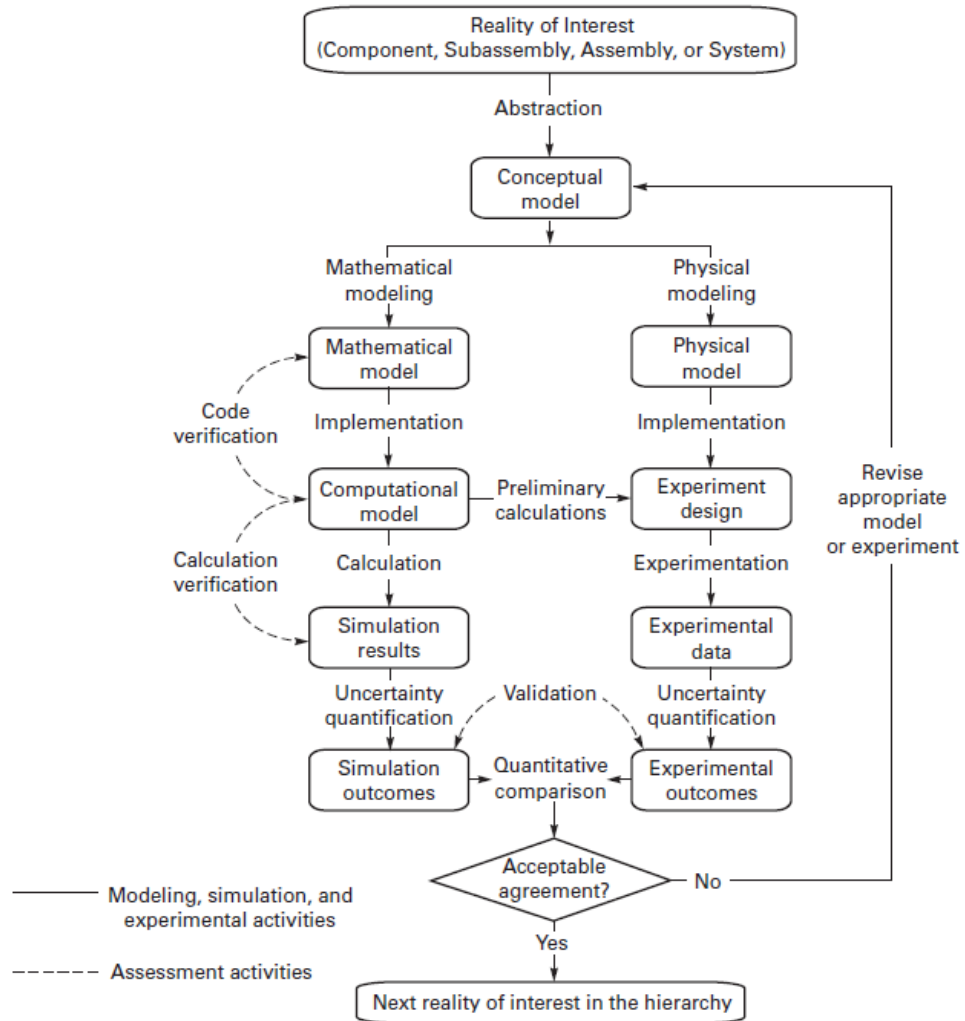 Reality of Interest
(Component, Subassembly, Assembly, or System)
Abstraction
Conceptual
model
Mathematical
modeling
Physical
modeling
Mathematical
model
Physical
model
Code
verification
Implementation
Implementation
Computational
model
Preliminary
calculations
Experiment
design
Revise
appropriate
model
or experiment
Calculation
verification
Calculation
Experimentation
Simulation
results
Experimental
data
Uncertainty
quantification
Validation
Uncertainty
quantification
Simulation
outcomes
Quantitative
comparison
Experimental
outcomes
Acceptable
agreement?
No
Modeling, simulation, and
experimental activities
Yes
Assessment activities
Next reality of interest in the hierarchy